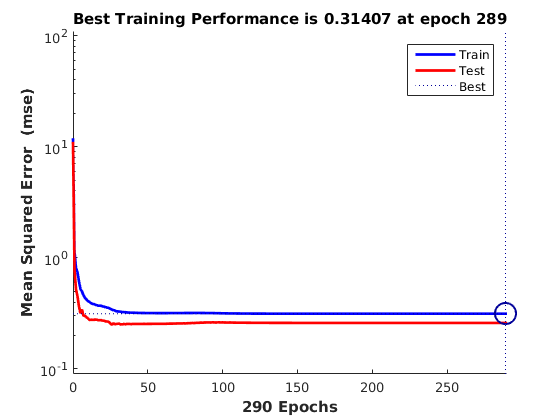 Best Training Performance is 0.31407 at epoch 289
Mean Squared Error (mse)
10^2
10^1
10^0
10^-1
Train
Test
Best
0 50 100 150 200 250
290 Epochs